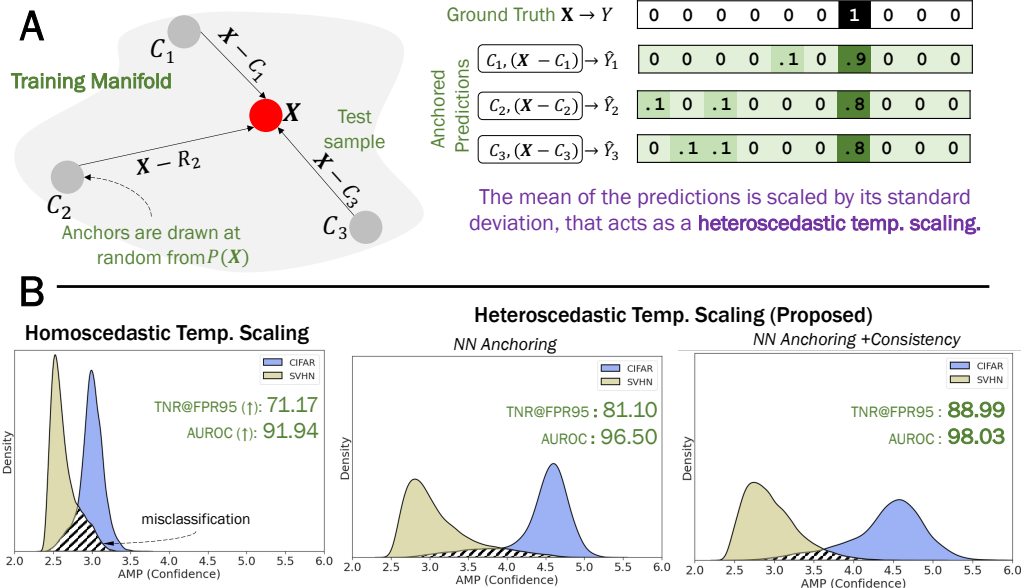 A
C₁
X − C₁
Training Manifold
X
Test
sample
X − R₂
X − C₃
C₂
C₃
Anchors are drawn at
random from P(X)
Ground Truth X → Y
0 0 0 0 0 0 1 0 0 0
Anchored
Predictions
C₁, (X − C₁) → Ŷ₁
0 0 0 0 .1 0 .9 0 0 0
C₂, (X − C₂) → Ŷ₂
.1 0 .1 0 0 0 .8 0 0 0
C₃, (X − C₃) → Ŷ₃
0 .1 .1 0 0 0 .8 0 0 0
The mean of the predictions is scaled by its standard
deviation, that acts as a heteroscedastic temp. scaling.
B
Homoscedastic Temp. Scaling
CIFAR
SVHN
TNR@FPR95 (↑): 71.17
AUROC (↑): 91.94
misclassification
Density
2.0 2.5 3.0 3.5 4.0 4.5 5.0 5.5 6.0
AMP (Confidence)
Heteroscedastic Temp. Scaling (Proposed)
NN Anchoring
CIFAR
SVHN
TNR@FPR95 : 81.10
AUROC : 96.50
Density
2.0 2.5 3.0 3.5 4.0 4.5 5.0 5.5 6.0
AMP (Confidence)
NN Anchoring +Consistency
CIFAR
SVHN
TNR@FPR95 : 88.99
AUROC : 98.03
Density
2.0 2.5 3.0 3.5 4.0 4.5 5.0 5.5 6.0
AMP (Confidence)